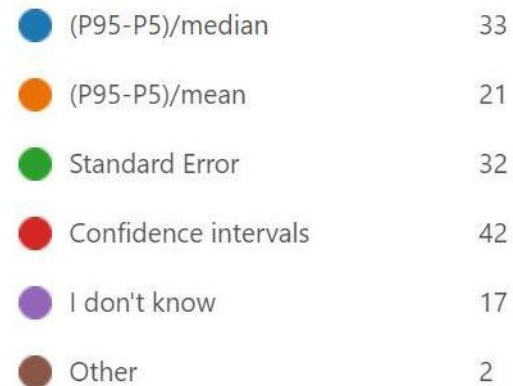 (P95-P5)/median 33
(P95-P5)/mean 21
Standard Error 32
Confidence intervals 42
I don't know 17
Other 2